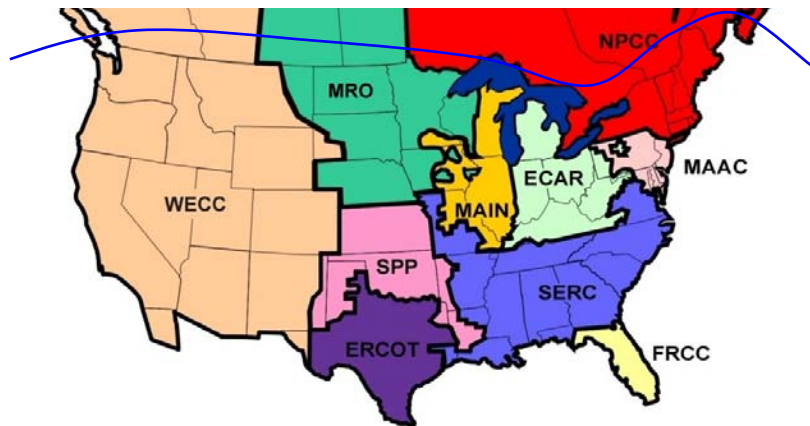 NPCC
MRO
MAAC
ECAR
WECC
MAIN
SPP
SERC
ERCOT
FRCC